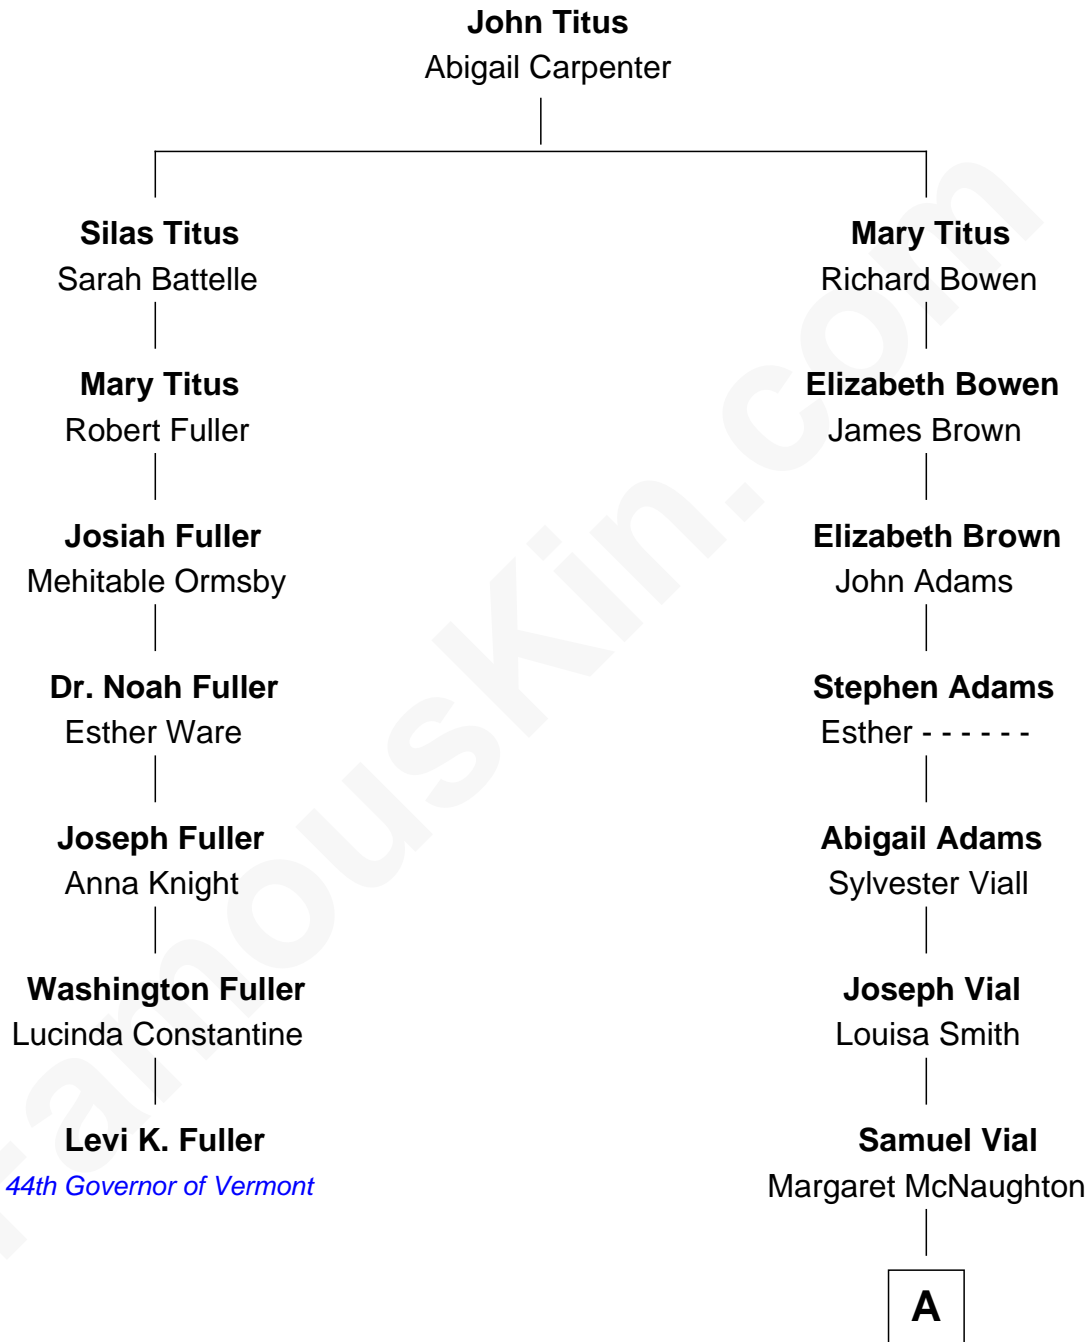 John Titus
Abigail Carpenter
Silas Titus
Sarah Battelle
Mary Titus
Richard Bowen
Mary Titus
Robert Fuller
Elizabeth Bowen
James Brown
Josiah Fuller
Mehitable Ormsby
Elizabeth Brown
John Adams
Dr. Noah Fuller
Esther Ware
Stephen Adams
Esther - - - - - -
Joseph Fuller
Anna Knight
Abigail Adams
Sylvester Viall
Washington Fuller
Lucinda Constantine
Joseph Vial
Louisa Smith
Levi K. Fuller
44th Governor of Vermont
Samuel Vial
Margaret McNaughton
A
FamousKin.com